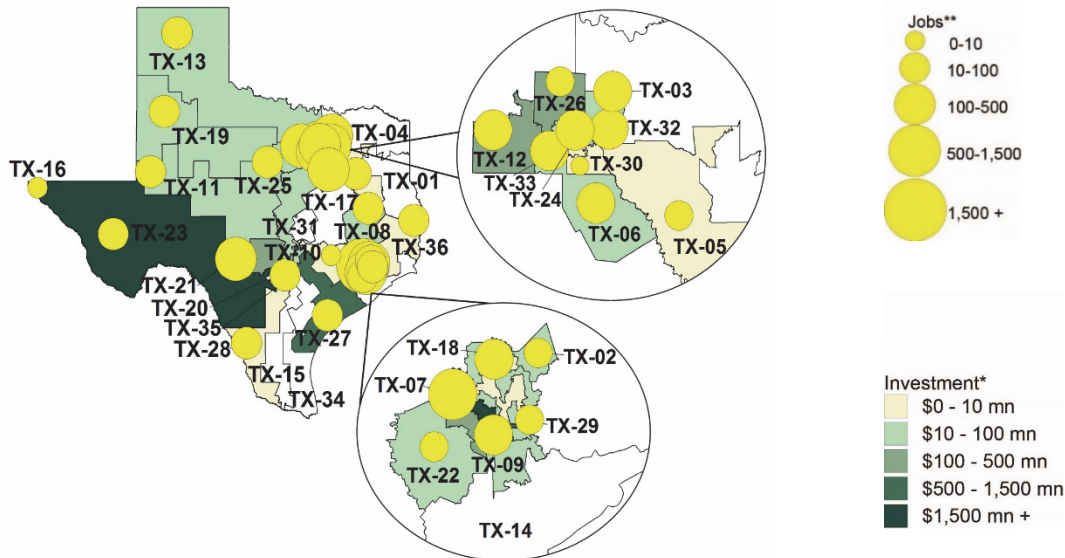 TX-13
TX-19
TX-16
TX-11
TX-25
TX-04
TX-01
TX-17
TX-23
TX-31
TX-08
TX-10
TX-36
TX-21
TX-20
TX-35
TX-28
TX-27
TX-15
TX-34
TX-26
TX-03
TX-12
TX-32
TX-33
TX-30
TX-24
TX-06
TX-05
TX-18
TX-02
TX-07
TX-29
TX-22
TX-09
TX-14
Jobs**
0-10
10-100
100-500
500-1,500
1,500 +
Investment*
$0 - 10 mn
$10 - 100 mn
$100 - 500 mn
$500 - 1,500 mn
$1,500 mn +